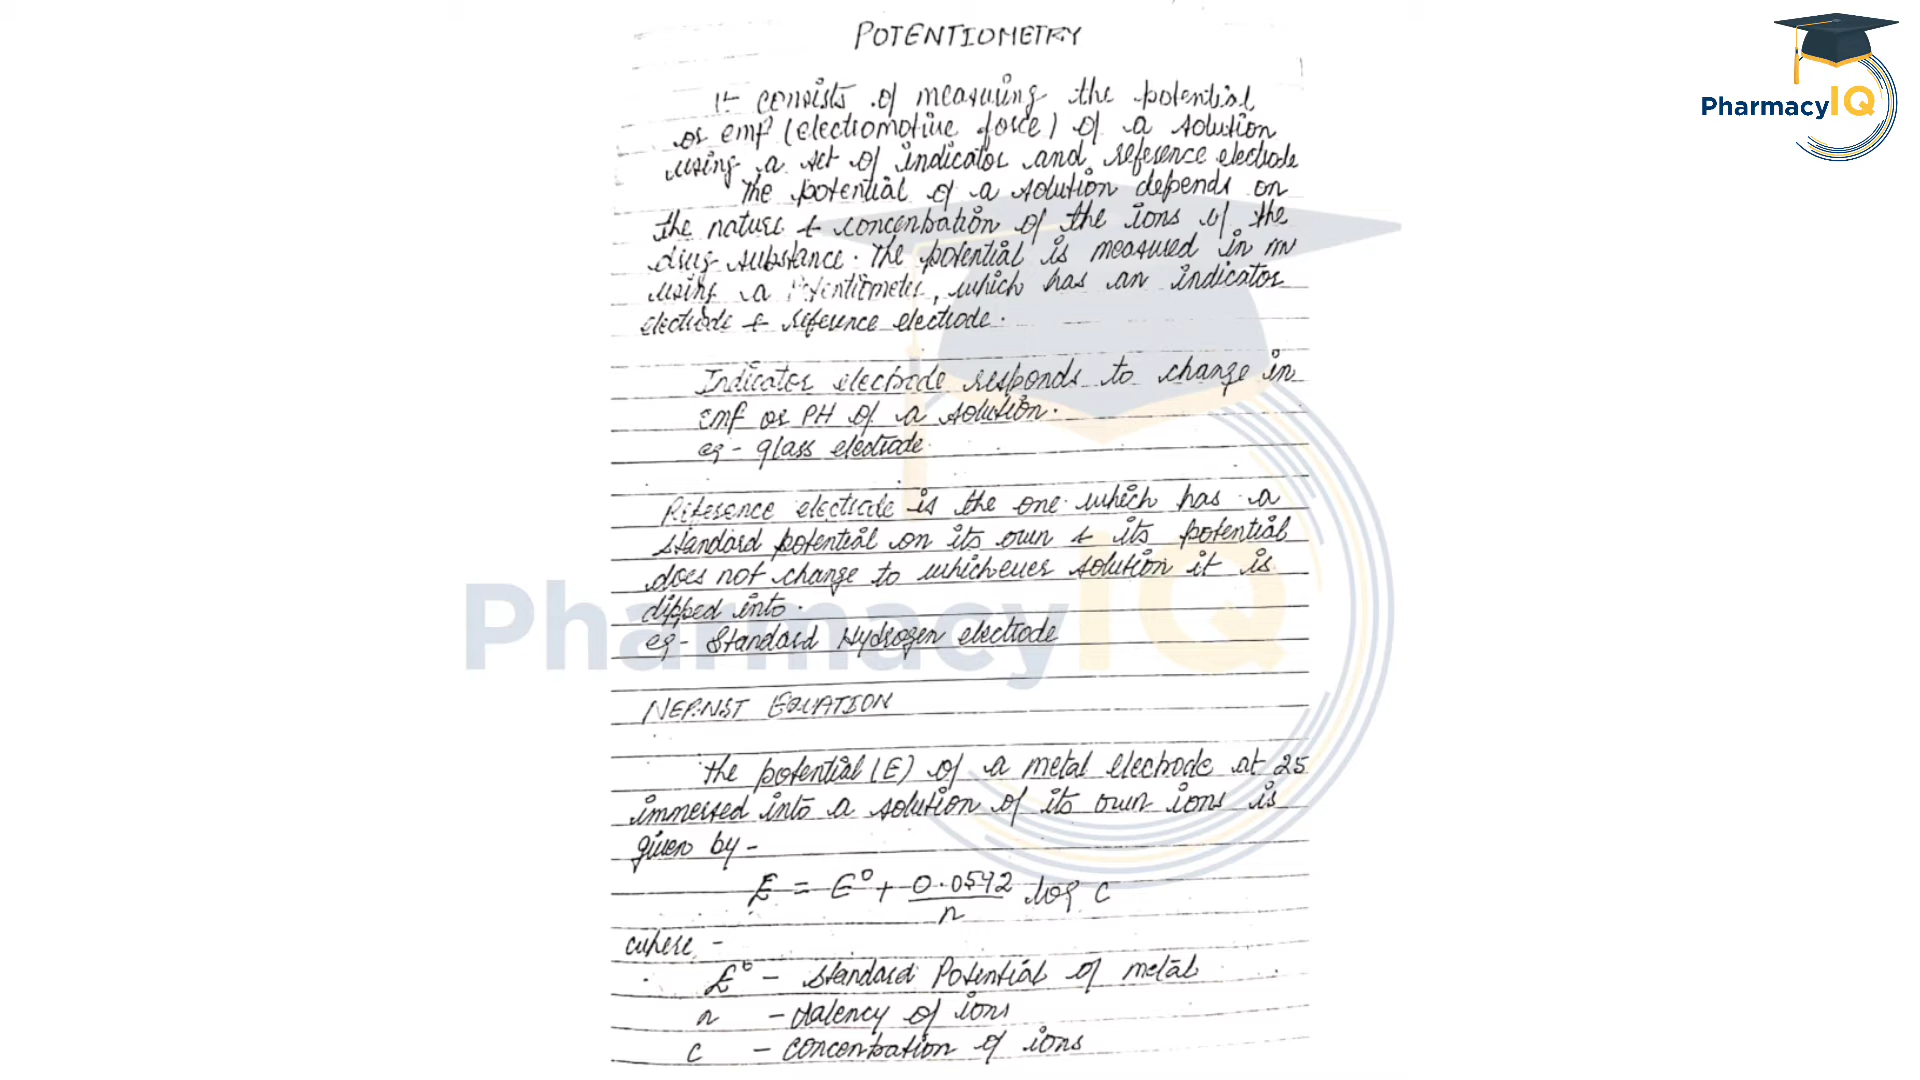 POTENTIOMETRY
It consists of measuring the potential
or emf (electromotive force) of a solution
using a set of indicator and reference electrode
The potential of a solution depends on
the nature & concentration of the ions of the
drug substance. The potential is measured in mv
using a Potentiometer, which has an indicator
electrode & reference electrode.
Indicator electrode responds to change in
emf or PH of a solution.
eg - glass electrode
Reference electrode is the one which has a
standard potential on its own & its potential
does not change to whichever solution it is
dipped into.
eg - Standard Hydrogen electrode
NERNST EQUATION
The potential (E) of a metal electrode at 25
immersed into a solution of its own ions is
given by -
E = E° + 0.0592/n log c
where -
E° - standard Potential of metal
n - valency of ions
c - concentration of ions
PharmacyIQ
PharmacyIQ